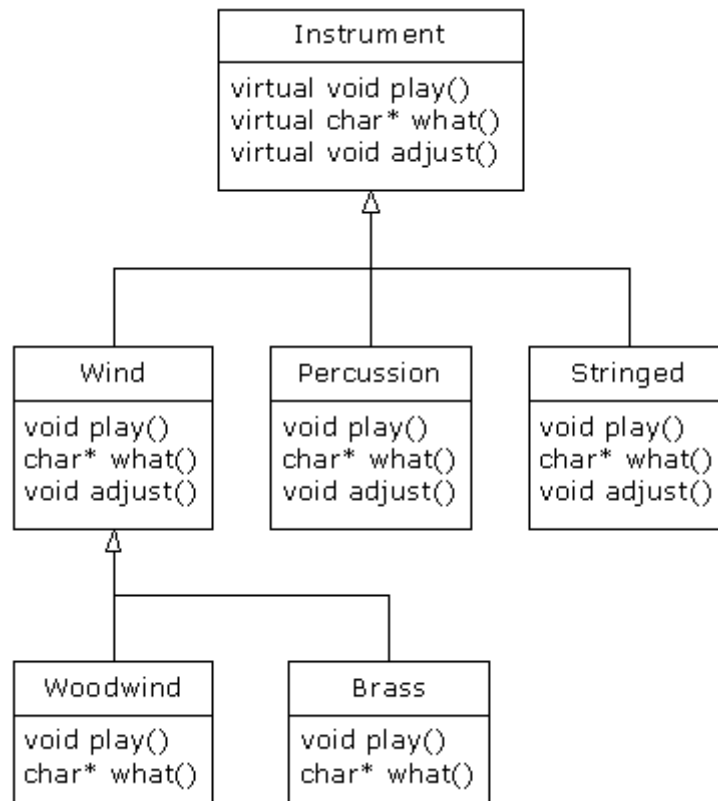 Instrument
virtual void play()
virtual char* what()
virtual void adjust()
Wind
void play()
char* what()
void adjust()
Percussion
void play()
char* what()
void adjust()
Stringed
void play()
char* what()
void adjust()
Woodwind
void play()
char* what()
Brass
void play()
char* what()